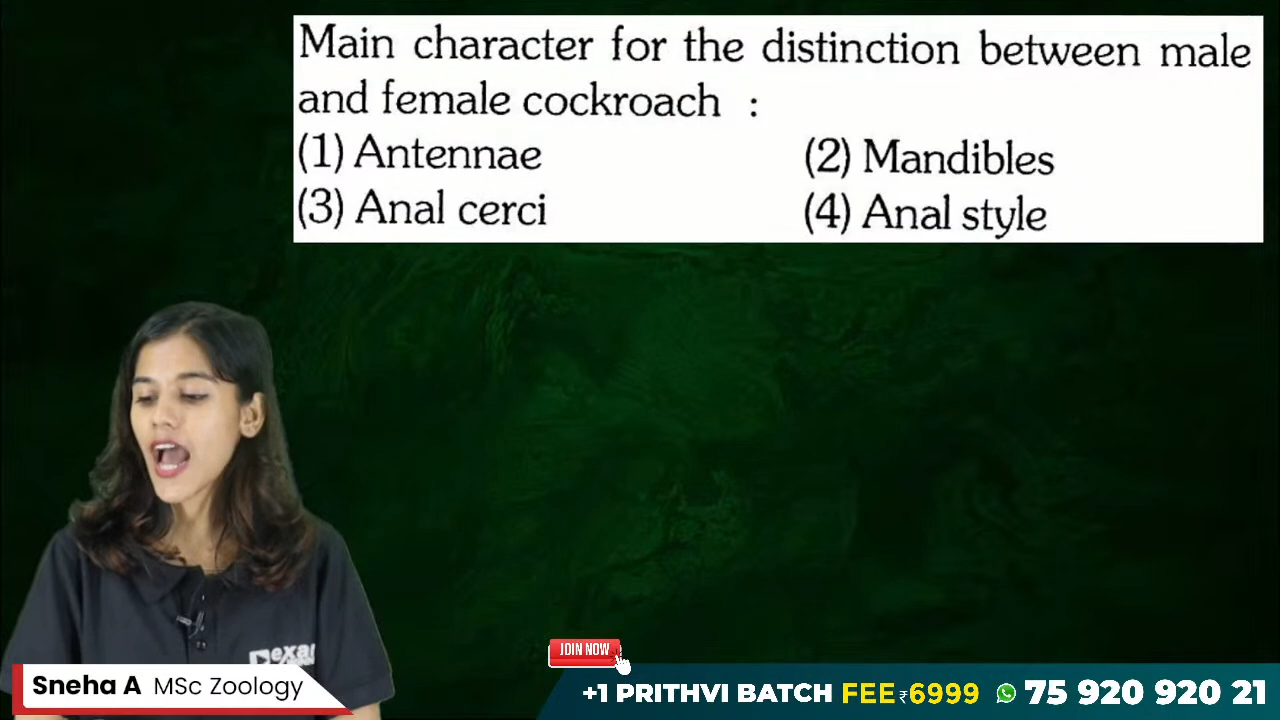 Main character for the distinction between male
and female cockroach :
(1) Antennae (2) Mandibles
(3) Anal cerci (4) Anal style
JOIN NOW
Sneha A MSc Zoology
+1 PRITHVI BATCH FEE ₹6999 75 920 920 21